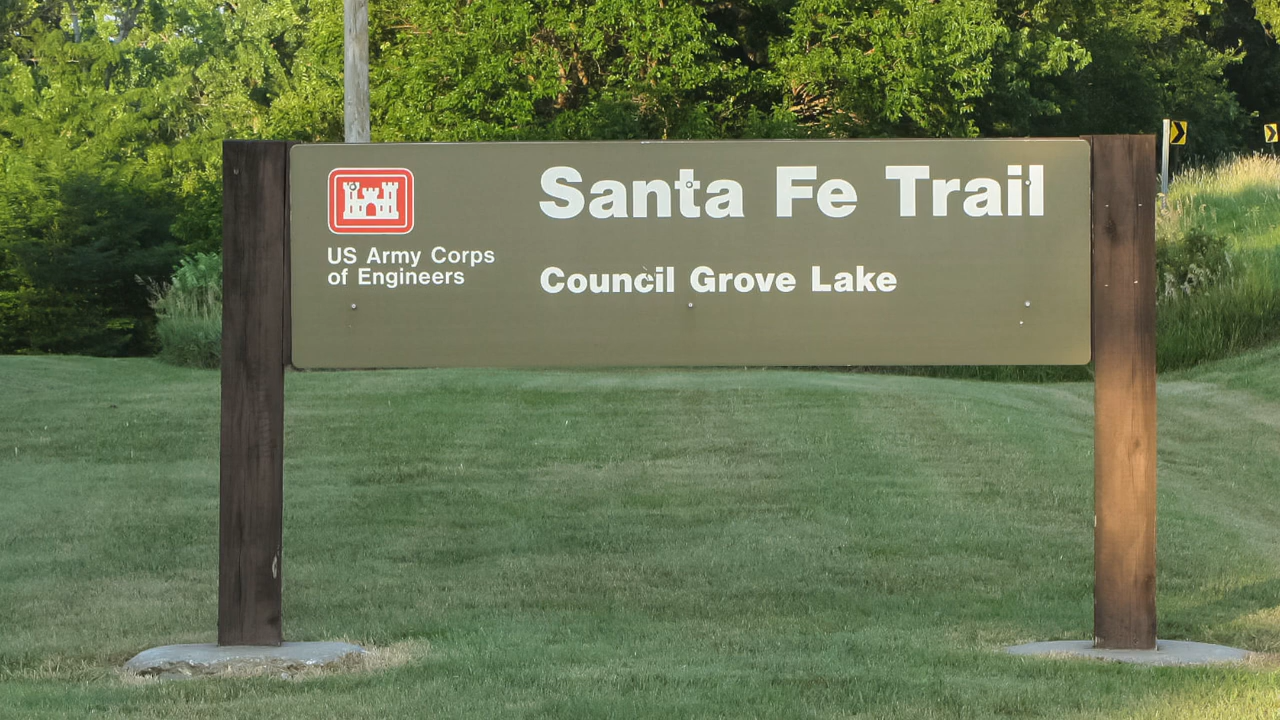 Santa Fe Trail
US Army Corps
of Engineers
Council Grove Lake